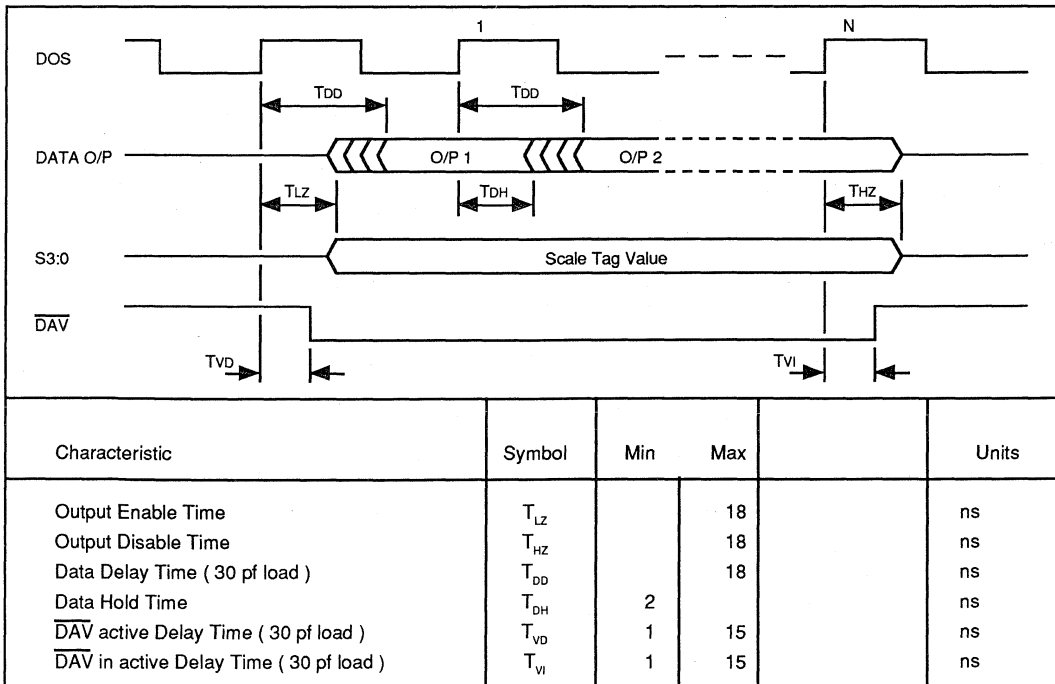 1 N
DOS
TDD TDD
DATA O/P O/P 1 O/P 2
TLZ TDH THZ
S3:0 Scale Tag Value
DAV
TVD TVI
Characteristic Symbol Min Max Units
Output Enable Time TLZ 18 ns
Output Disable Time THZ 18 ns
Data Delay Time ( 30 pf load ) TDD 18 ns
Data Hold Time TDH 2 ns
DAV active Delay Time ( 30 pf load ) TVD 1 15 ns
DAV in active Delay Time ( 30 pf load ) TVI 1 15 ns